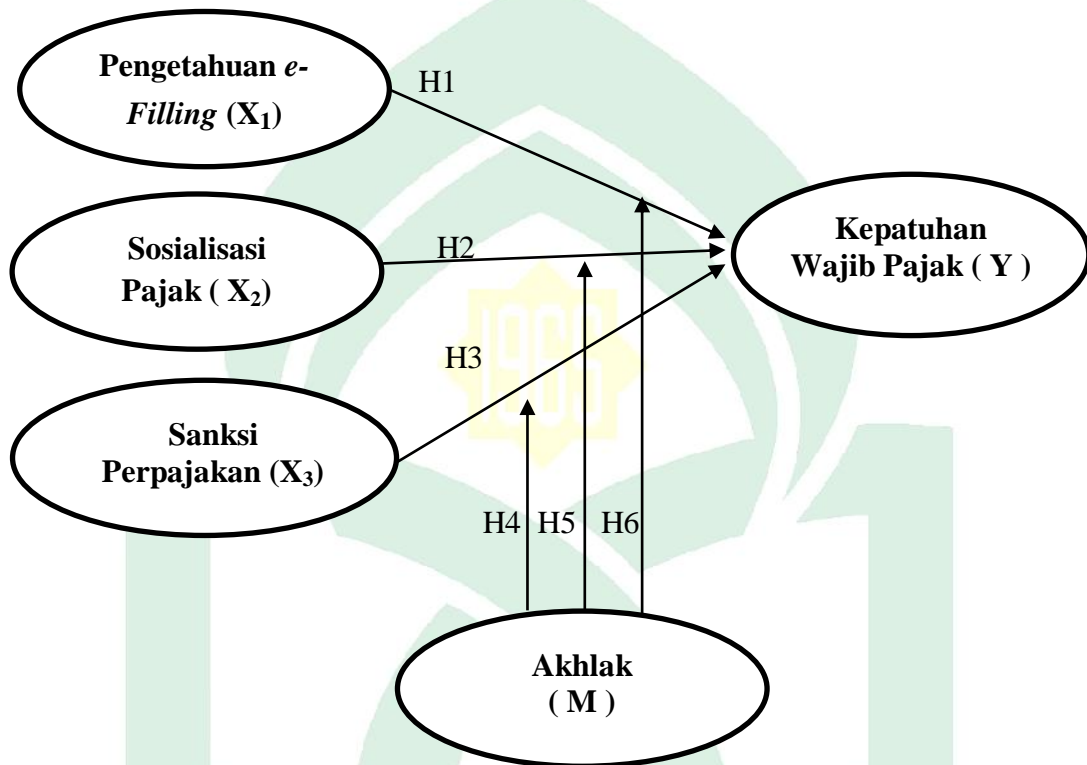 Pengetahuan e-
Filling (X₁)
H1
Sosialisasi
Pajak ( X₂)
H2
Kepatuhan
Wajib Pajak ( Y )
H3
Sanksi
Perpajakan (X₃)
H4 H5 H6
Akhlak
( M )
1965